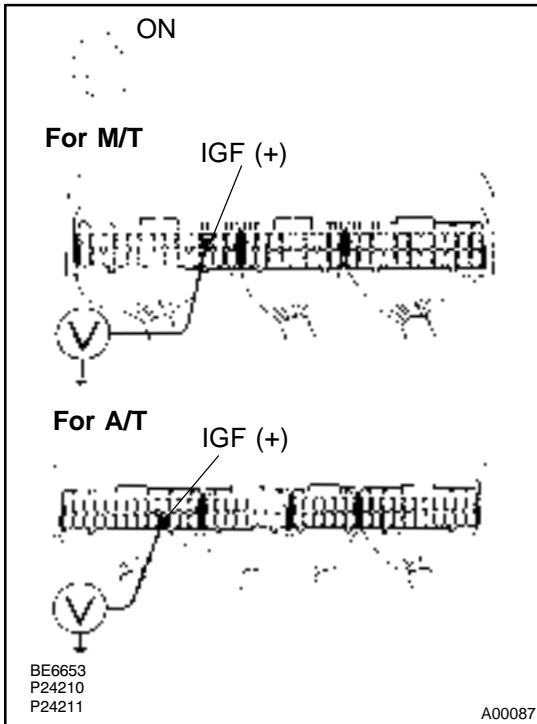 ON
For M/T
IGF (+)
V
For A/T
IGF (+)
V
BE6653
P24210
P24211
A00087